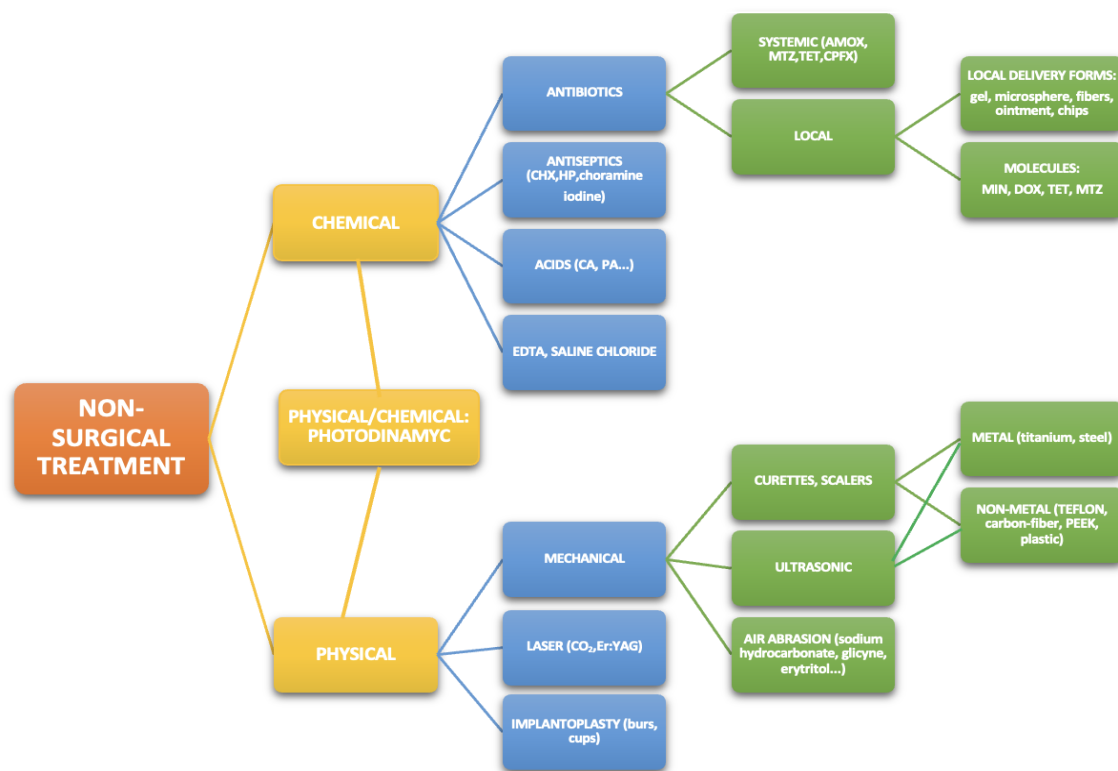 NON-
SURGICAL
TREATMENT
CHEMICAL
PHYSICAL/CHEMICAL:
PHOTODINAMYC
PHYSICAL
ANTIBIOTICS
ANTISEPTICS
(CHX,HP,choramine
iodine)
ACIDS (CA, PA...)
EDTA, SALINE CHLORIDE
MECHANICAL
LASER (CO₂,Er:YAG)
IMPLANTOPLASTY (burs,
cups)
SYSTEMIC (AMOX,
MTZ,TET,CPFX)
LOCAL
CURETTES, SCALERS
ULTRASONIC
AIR ABRASION (sodium
hydrocarbonate, glicyne,
erytritol...)
LOCAL DELIVERY FORMS:
gel, microsphere, fibers,
ointment, chips
MOLECULES:
MIN, DOX, TET, MTZ
METAL (titanium, steel)
NON-METAL (TEFLON,
carbon-fiber, PEEK,
plastic)